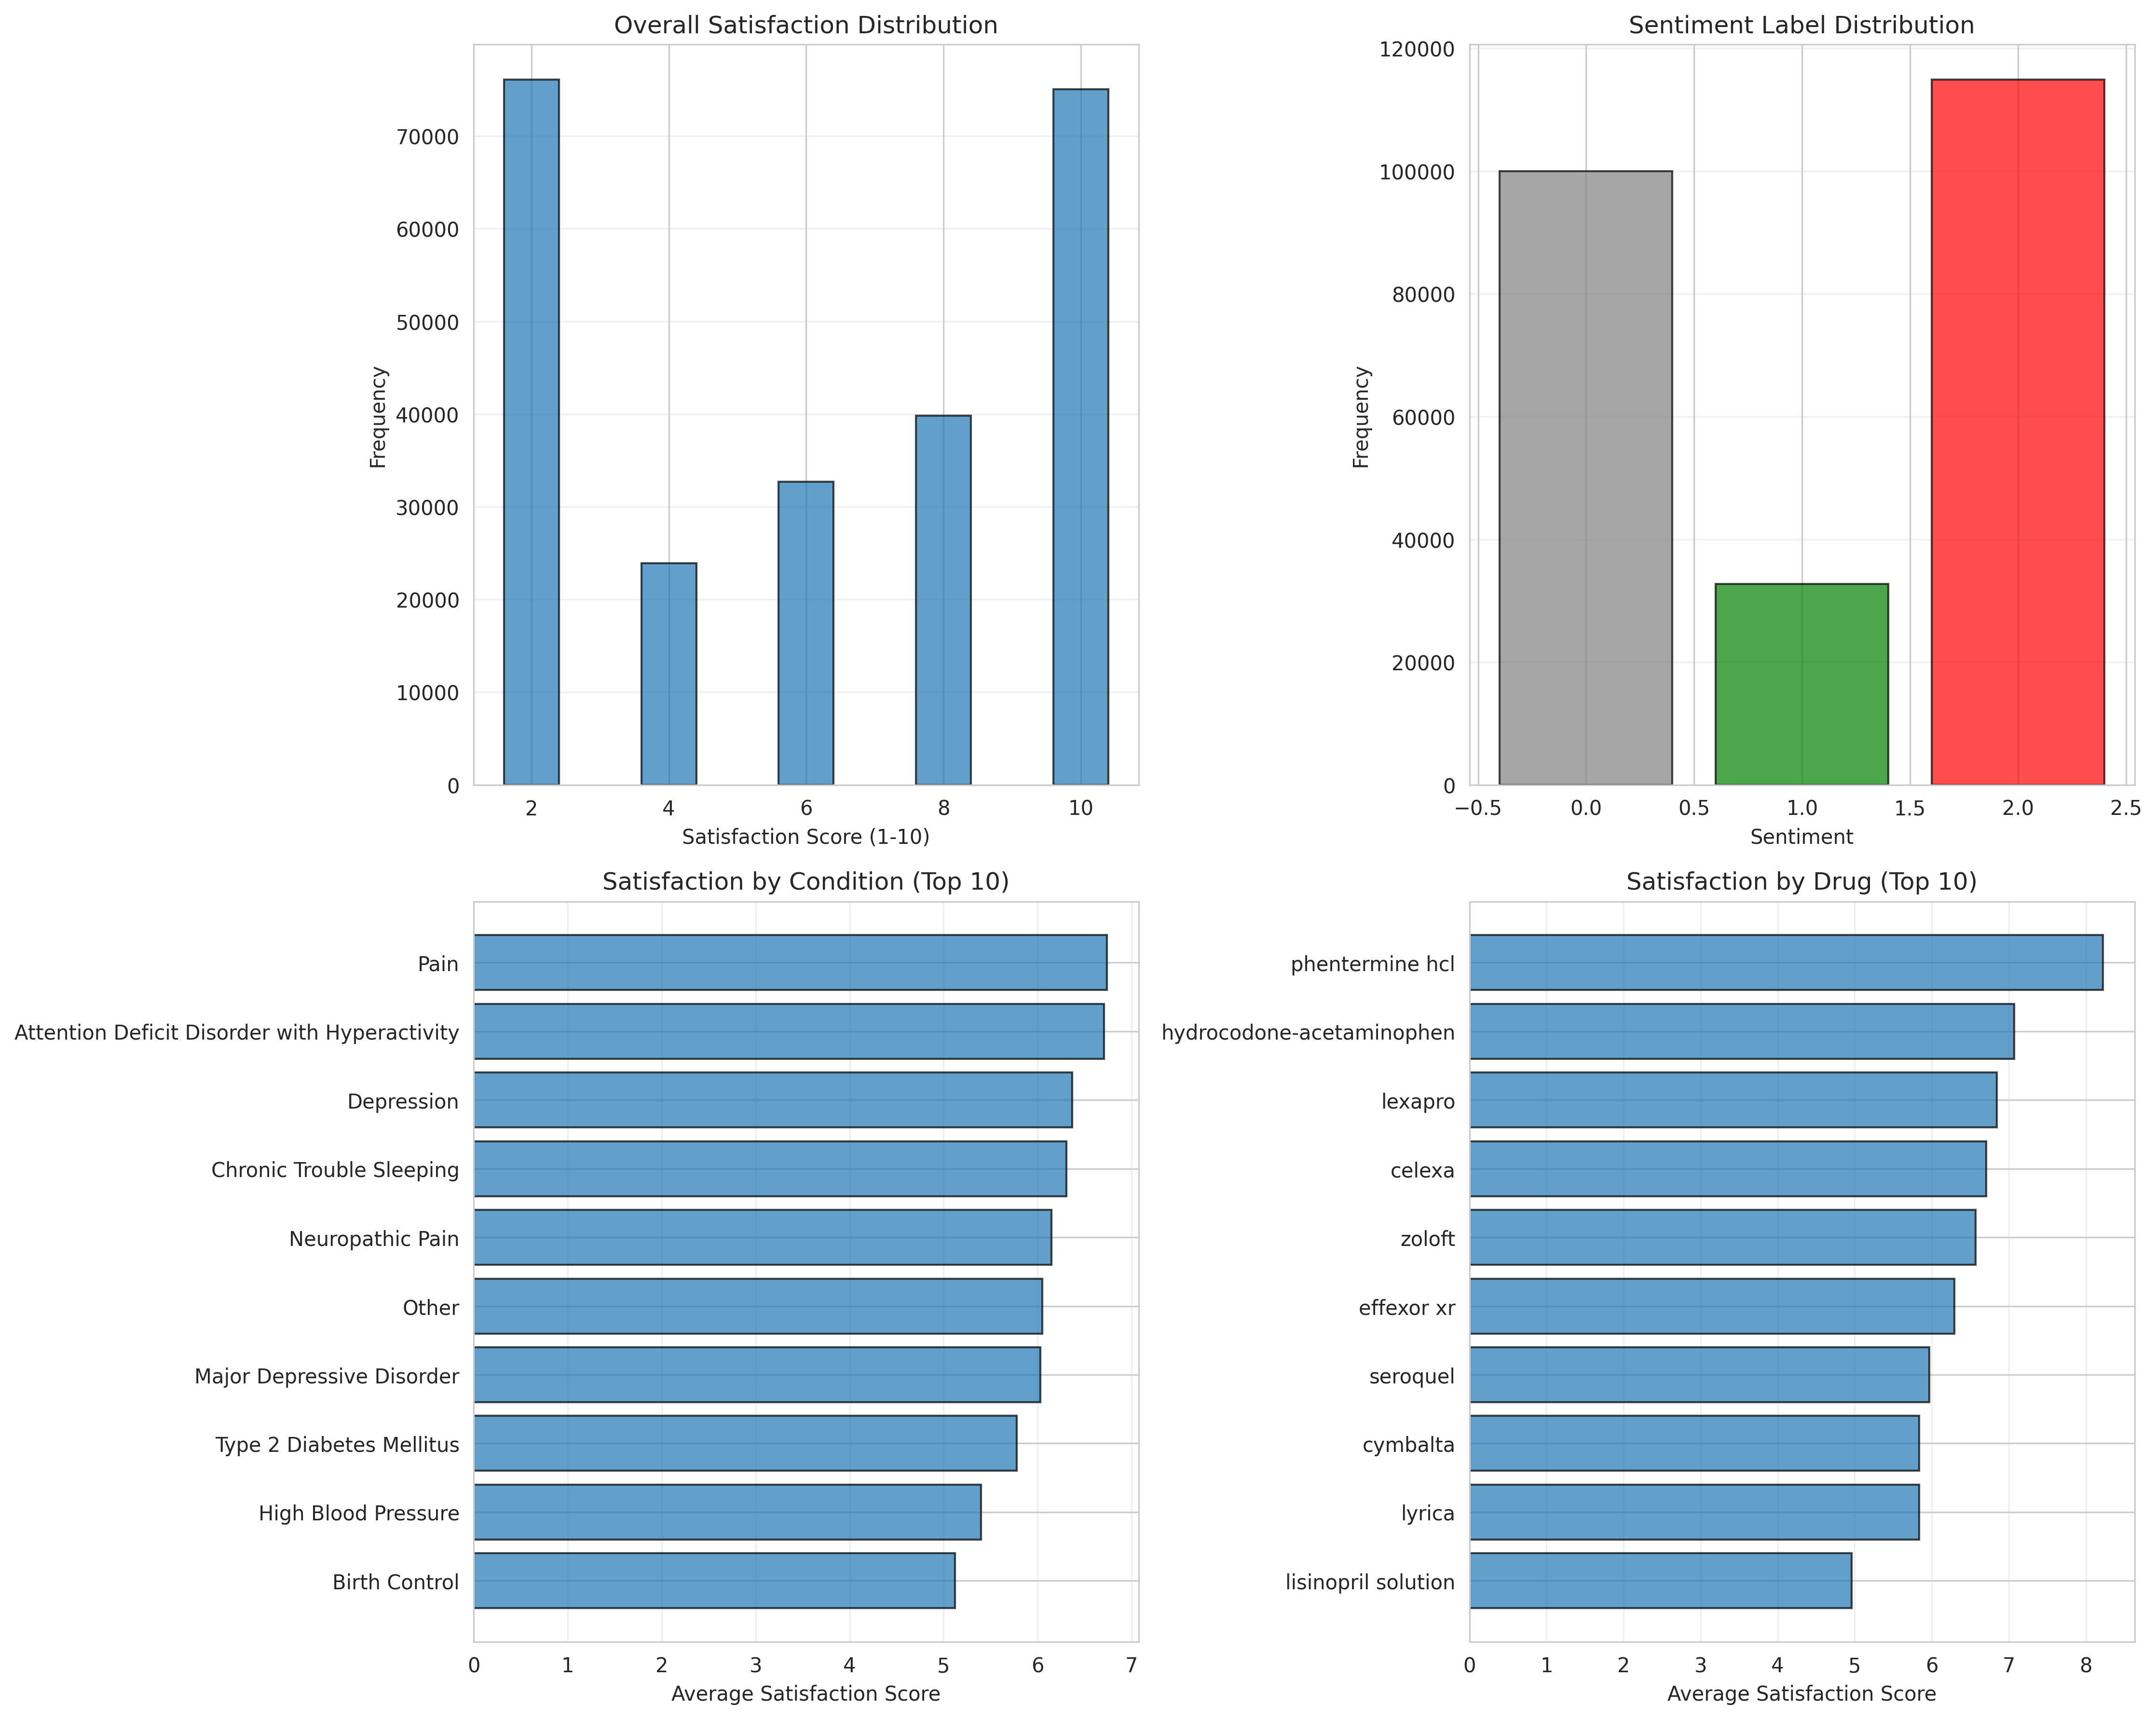 Overall Satisfaction Distribution
Frequency
70000
60000
50000
40000
30000
20000
10000
0
2 4 6 8 10
Satisfaction Score (1-10)
Sentiment Label Distribution
Frequency
120000
100000
80000
60000
40000
20000
0
−0.5 0.0 0.5 1.0 1.5 2.0 2.5
Sentiment
Satisfaction by Condition (Top 10)
Pain
Attention Deficit Disorder with Hyperactivity
Depression
Chronic Trouble Sleeping
Neuropathic Pain
Other
Major Depressive Disorder
Type 2 Diabetes Mellitus
High Blood Pressure
Birth Control
0 1 2 3 4 5 6 7
Average Satisfaction Score
Satisfaction by Drug (Top 10)
phentermine hcl
hydrocodone-acetaminophen
lexapro
celexa
zoloft
effexor xr
seroquel
cymbalta
lyrica
lisinopril solution
0 1 2 3 4 5 6 7 8
Average Satisfaction Score